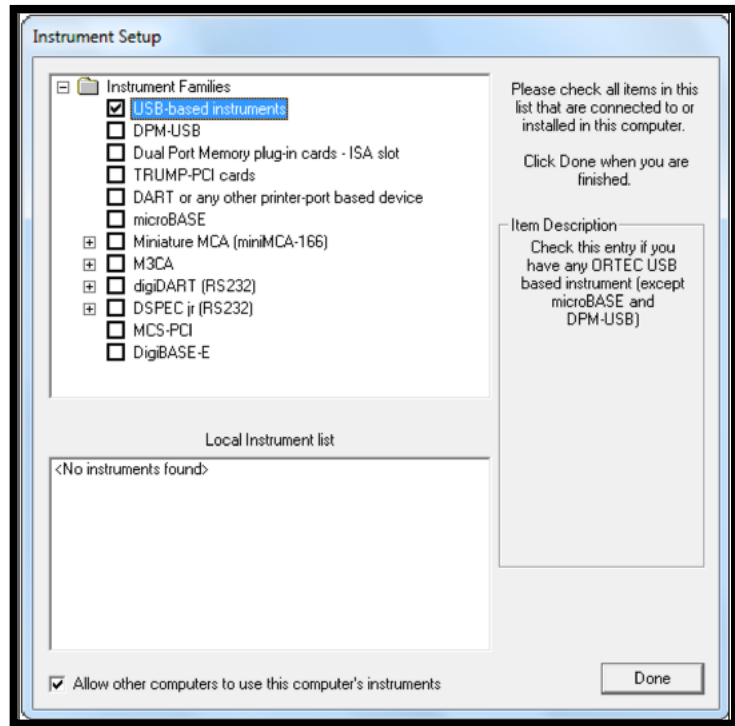 Instrument Setup
Instrument Families
USB-based instruments
DPM-USB
Dual Port Memory plug-in cards - ISA slot
TRUMP-PCI cards
DART or any other printer-port based device
microBASE
Miniature MCA (miniMCA-166)
M3CA
digiDART (RS232)
DSPEC jr (RS232)
MCS-PCI
DigiBASE-E
Please check all items in this
list that are connected to or
installed in this computer.
Click Done when you are
finished.
Item Description
Check this entry if you
have any ORTEC USB
based instrument (except
microBASE and
DPM-USB)
Local Instrument list
<No instruments found>
Allow other computers to use this computer's instruments
Done